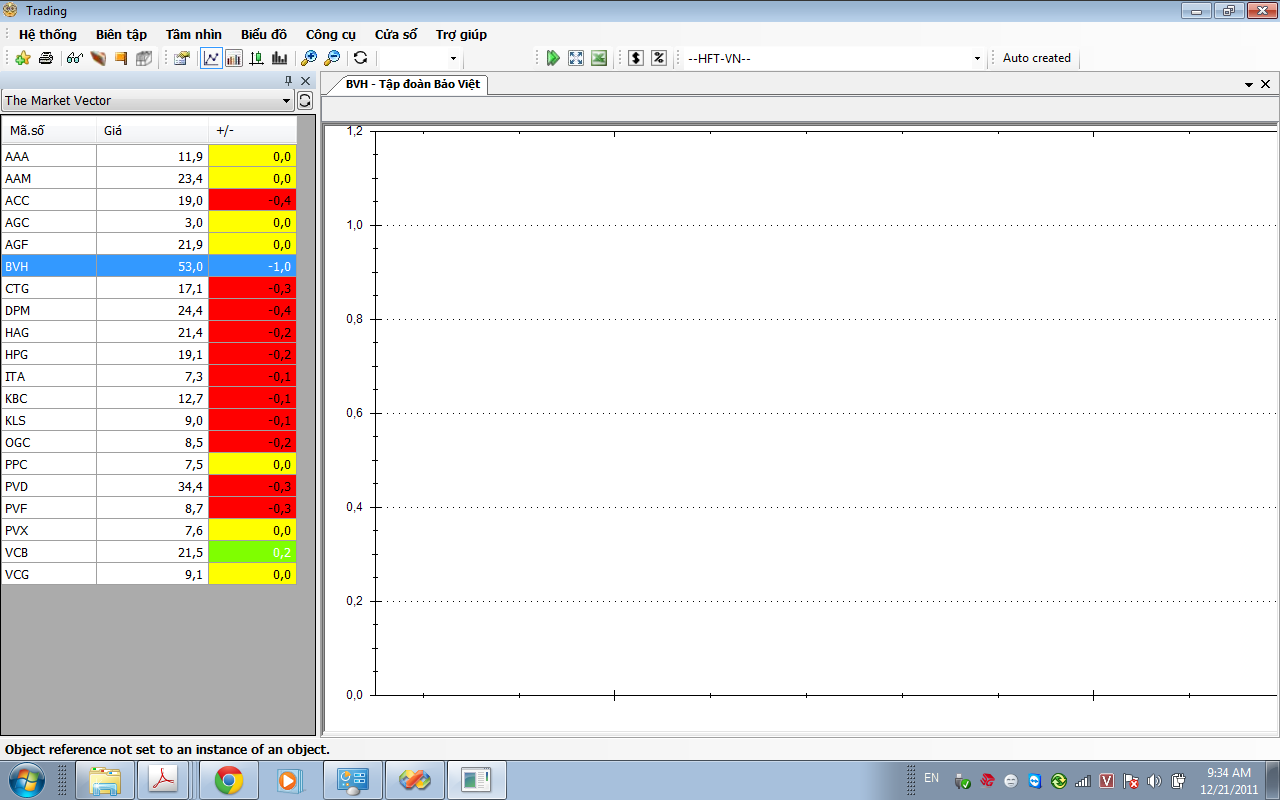 Trading
Hệ thống Biên tập Tầm nhìn Biểu đồ Công cụ Cửa sổ Trợ giúp
--HFT-VN-- Auto created
The Market Vector
BVH - Tập đoàn Bảo Việt
Mã.số Giá +/-
AAA 11,9 0,0
AAM 23,4 0,0
ACC 19,0 -0,4
AGC 3,0 0,0
AGF 21,9 0,0
BVH 53,0 -1,0
CTG 17,1 -0,3
DPM 24,4 -0,4
HAG 21,4 -0,2
HPG 19,1 -0,2
ITA 7,3 -0,1
KBC 12,7 -0,1
KLS 9,0 -0,1
OGC 8,5 -0,2
PPC 7,5 0,0
PVD 34,4 -0,3
PVF 8,7 -0,3
PVX 7,6 0,0
VCB 21,5 0,2
VCG 9,1 0,0
1,2
1,0
0,8
0,6
0,4
0,2
0,0
Object reference not set to an instance of an object.
EN
9:34 AM
12/21/2011